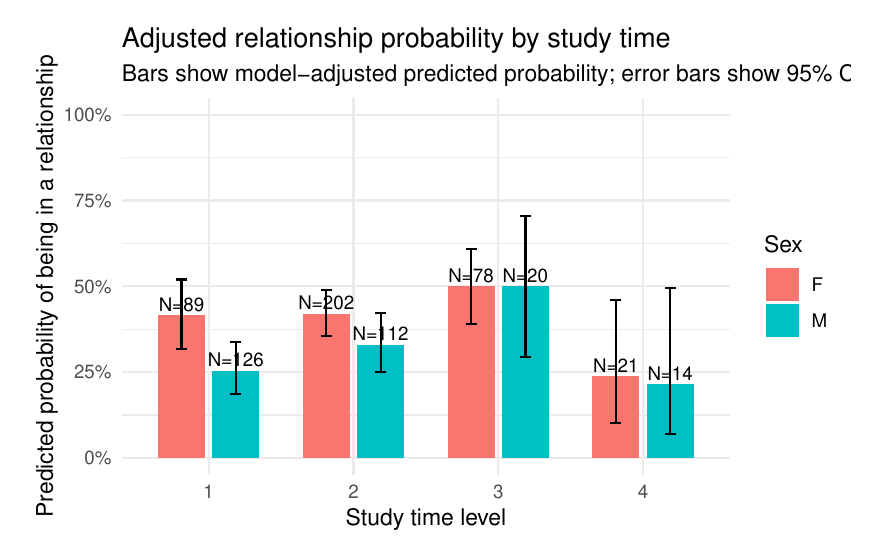 Adjusted relationship probability by study time
Bars show model−adjusted predicted probability; error bars show 95% C
Predicted probability of being in a relationship
100%
75%
50%
25%
0%
N=89
N=126
N=202
N=112
N=78
N=20
N=21
N=14
1
2
3
4
Study time level
Sex
F
M